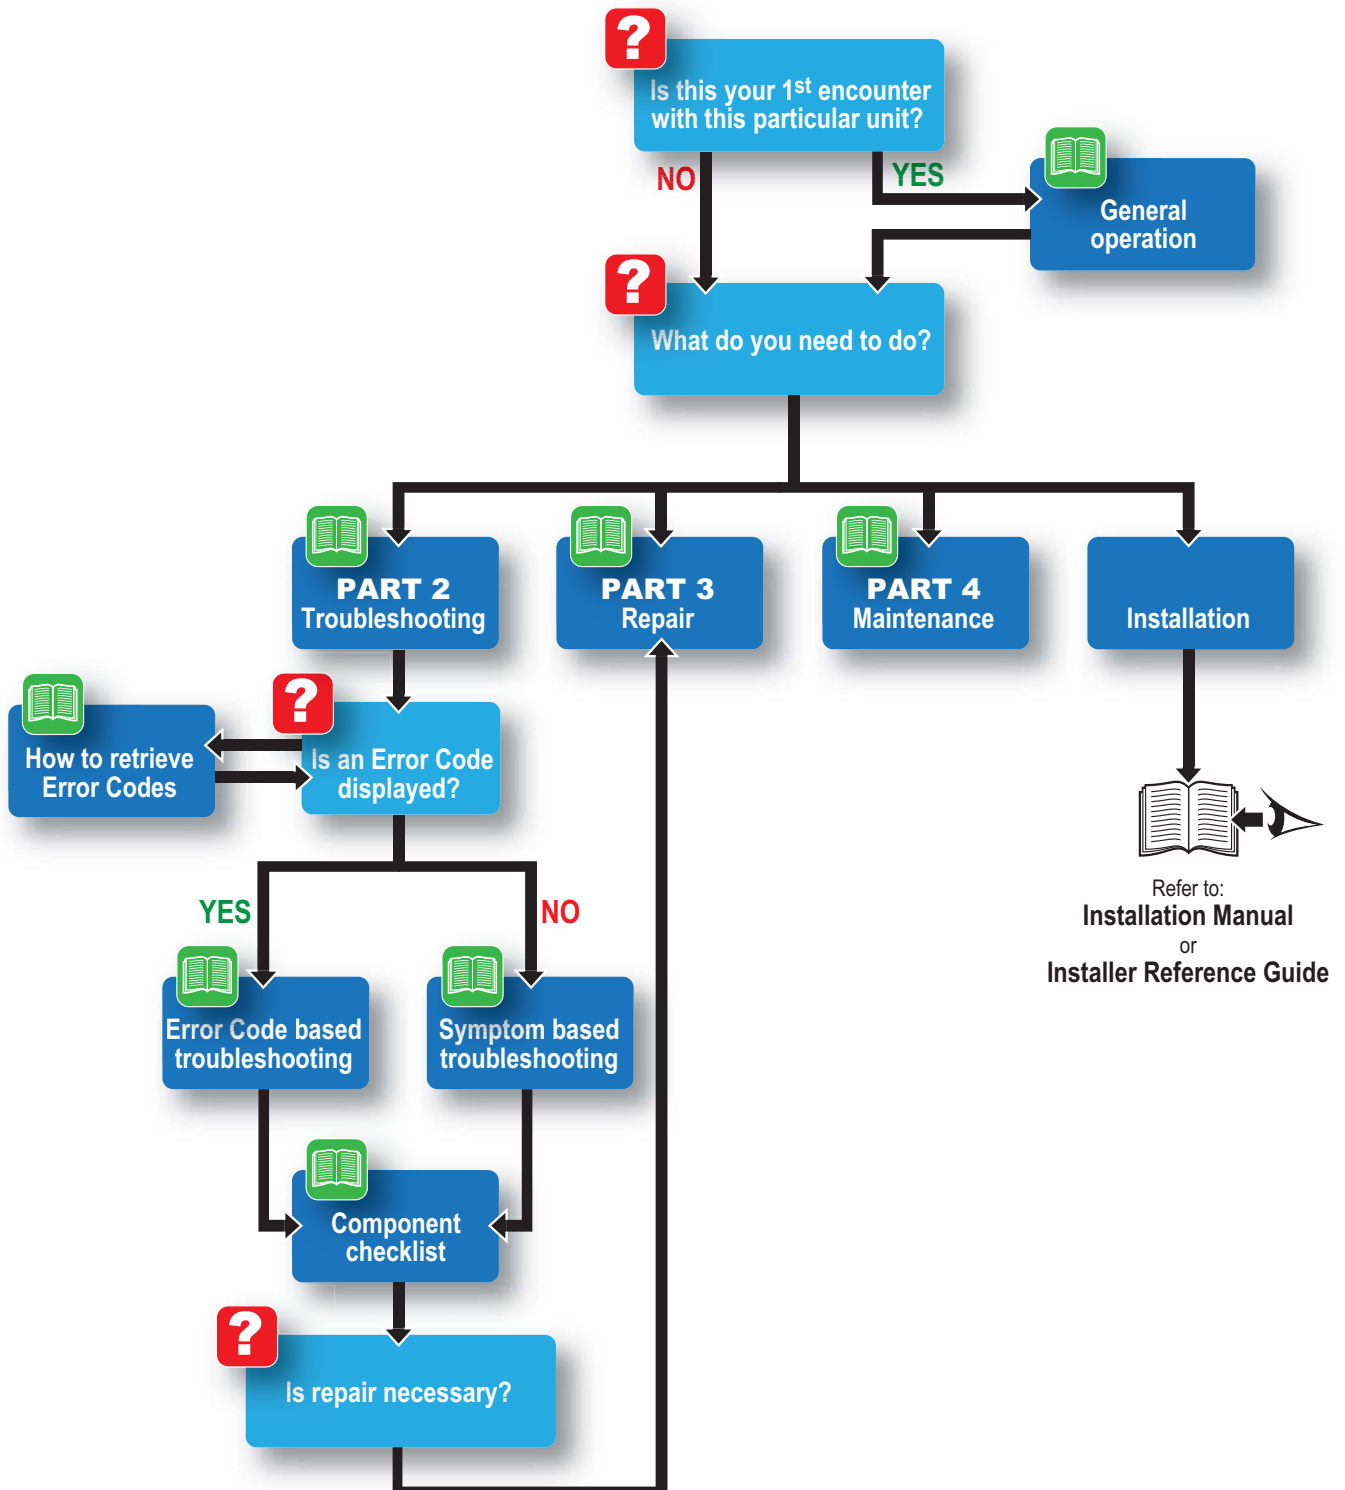 ?
Is this your 1st encounter
with this particular unit?
NO
YES
General
operation
?
What do you need to do?
PART 2
Troubleshooting
PART 3
Repair
PART 4
Maintenance
Installation
How to retrieve
Error Codes
?
Is an Error Code
displayed?
Refer to:
Installation Manual
or
Installer Reference Guide
YES
NO
Error Code based
troubleshooting
Symptom based
troubleshooting
Component
checklist
?
Is repair necessary?